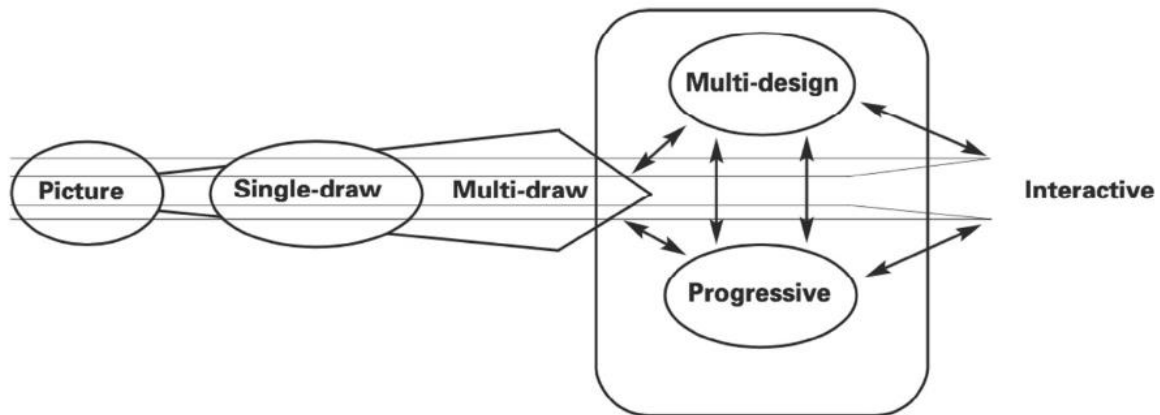 Multi-design
Picture
Single-draw
Multi-draw
Interactive
Progressive